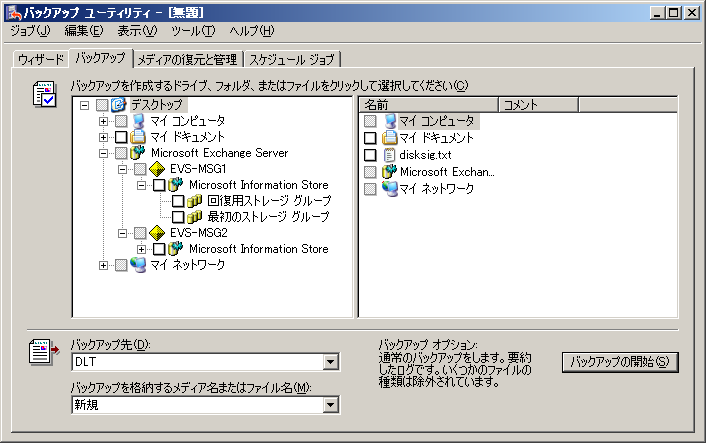 バックアップ ユーティリティ - [無題]
ジョブ(J) 編集(E) 表示(V) ツール(T) ヘルプ(H)
ウィザード バックアップ メディアの復元と管理 スケジュール ジョブ
バックアップを作成するドライブ、フォルダ、またはファイルをクリックして選択してください(C)
デスクトップ
マイ コンピュータ
マイ ドキュメント
Microsoft Exchange Server
EVS-MSG1
Microsoft Information Store
回復用ストレージ グループ
最初のストレージ グループ
EVS-MSG2
Microsoft Information Store
マイ ネットワーク
名前 コメント
マイ コンピュータ
マイ ドキュメント
disksig.txt
Microsoft Exchan...
マイ ネットワーク
バックアップ先(D):
DLT
バックアップを格納するメディア名またはファイル名(M):
新規
バックアップ オプション:
通常のバックアップをします。要約
したログです。いくつかのファイルの
種類は除外されています。
バックアップの開始(S)